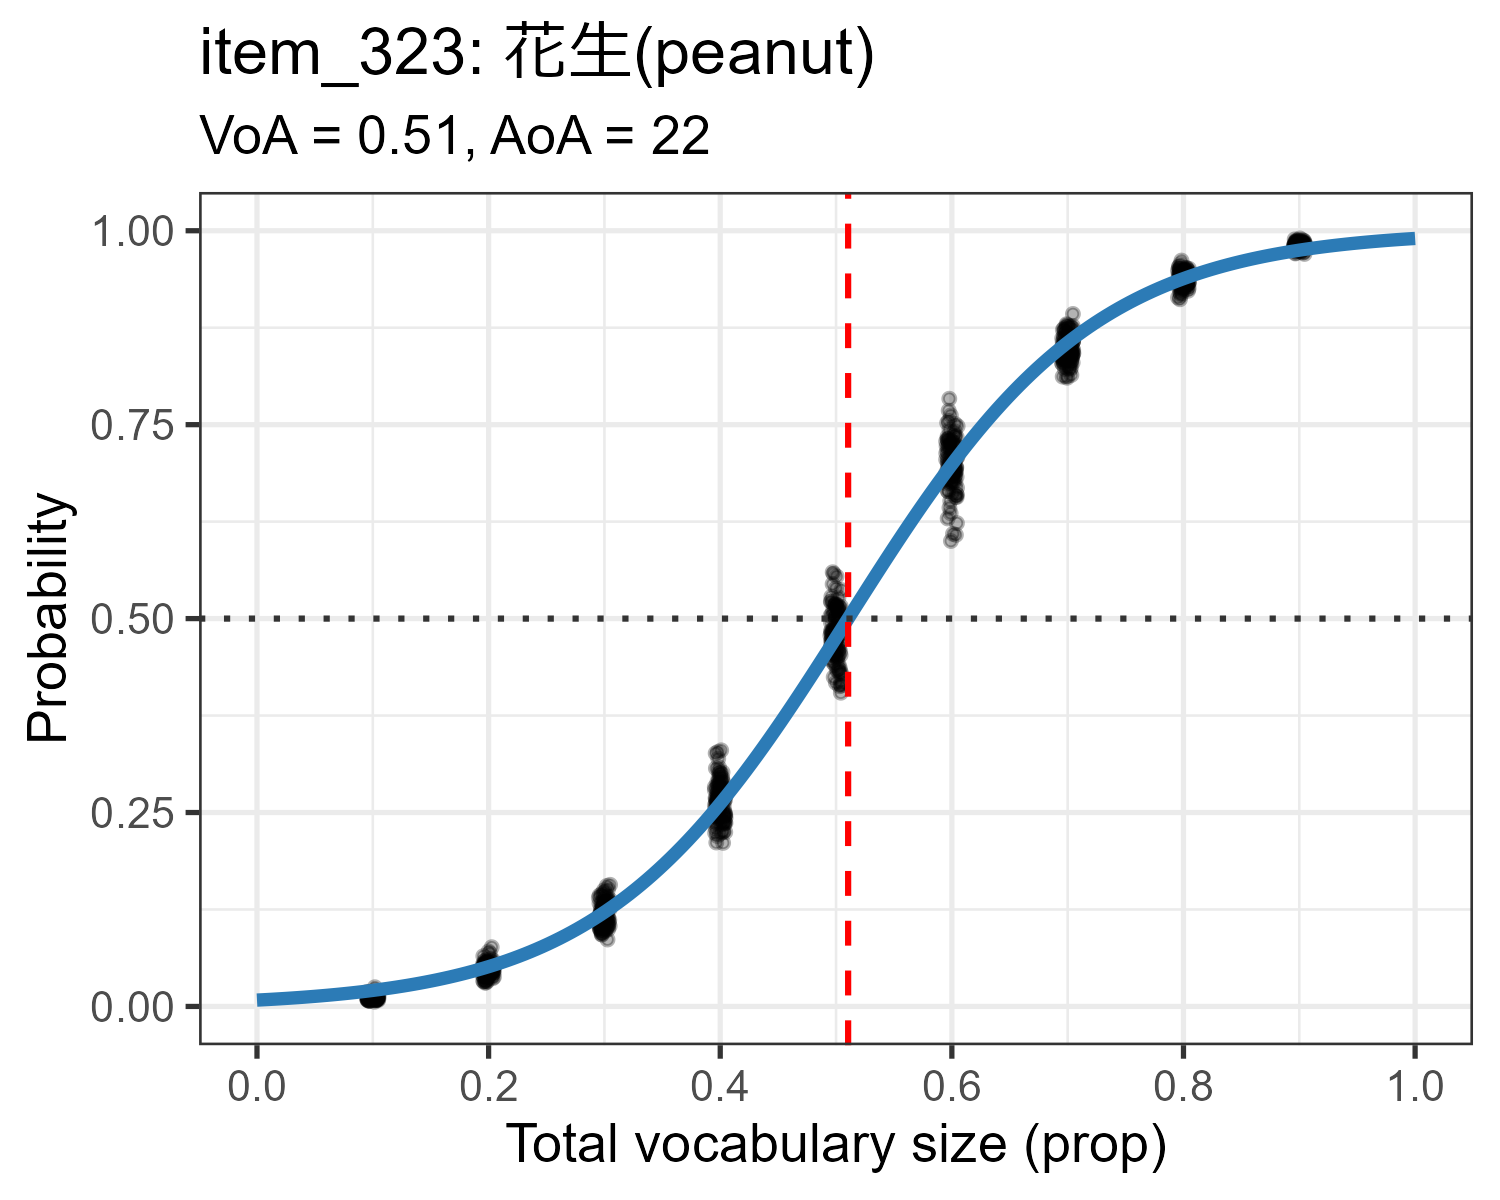 item_323: 花生(peanut)
VoA = 0.51, AoA = 22
Probability
1.00
0.75
0.50
0.25
0.00
0.0 0.2 0.4 0.6 0.8 1.0
Total vocabulary size (prop)